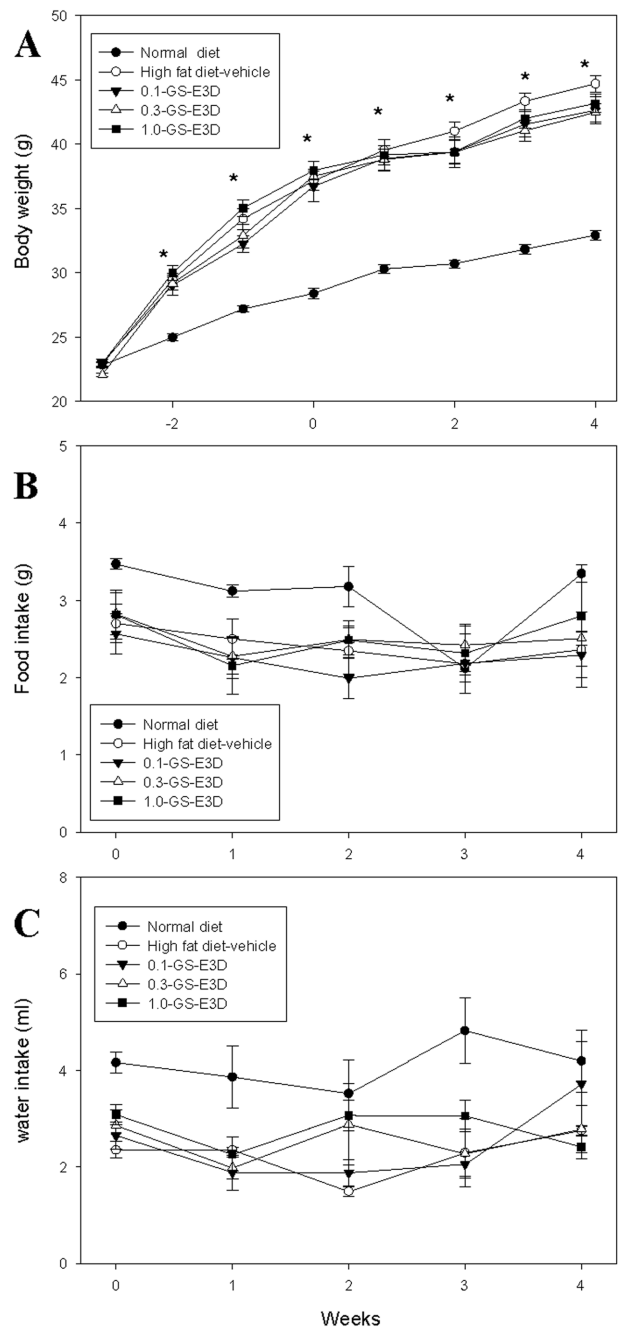 A
Body weight (g)
50
45
40
35
30
25
20
Normal diet
High fat diet-vehicle
0.1-GS-E3D
0.3-GS-E3D
1.0-GS-E3D
* * * * * * *
-2 0 2 4
B
Food intake (g)
5
4
3
2
1
0
Normal diet
High fat diet-vehicle
0.1-GS-E3D
0.3-GS-E3D
1.0-GS-E3D
0 1 2 3 4
C
water intake (ml)
8
6
4
2
0
Normal diet
High fat diet-vehicle
0.1-GS-E3D
0.3-GS-E3D
1.0-GS-E3D
0 1 2 3 4
Weeks